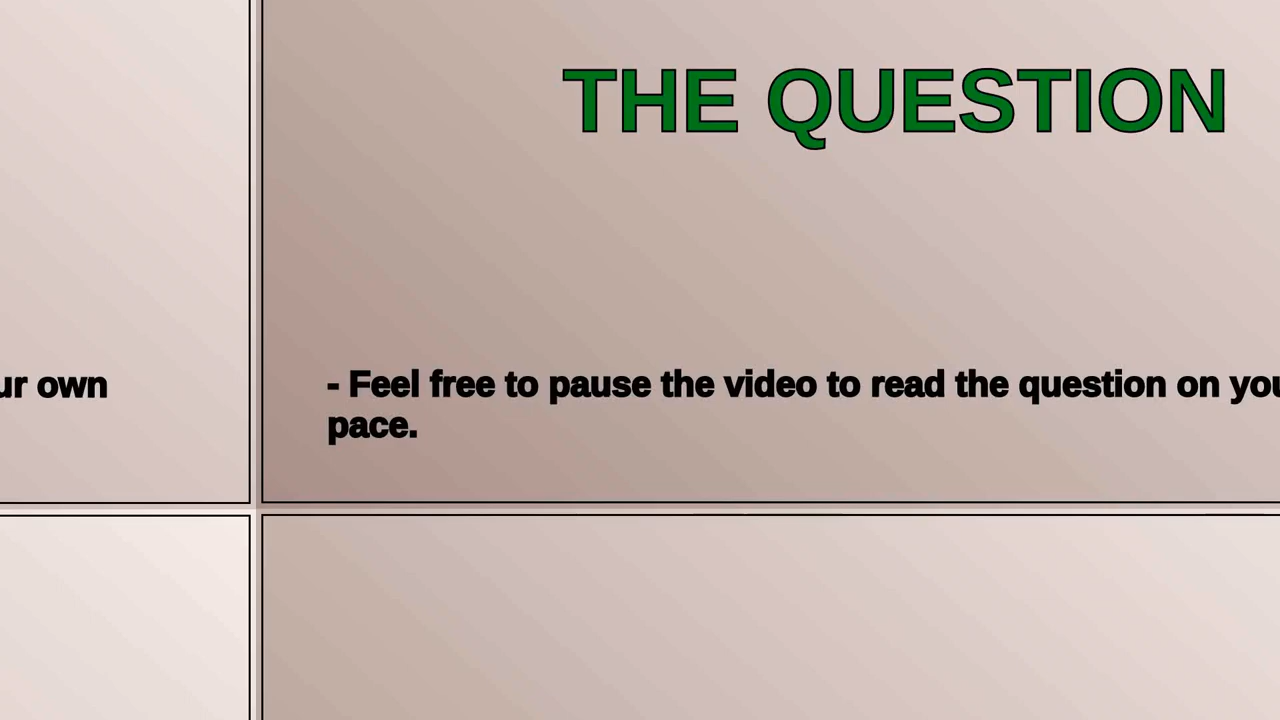 THE QUESTION
ur own
- Feel free to pause the video to read the question on you
pace.